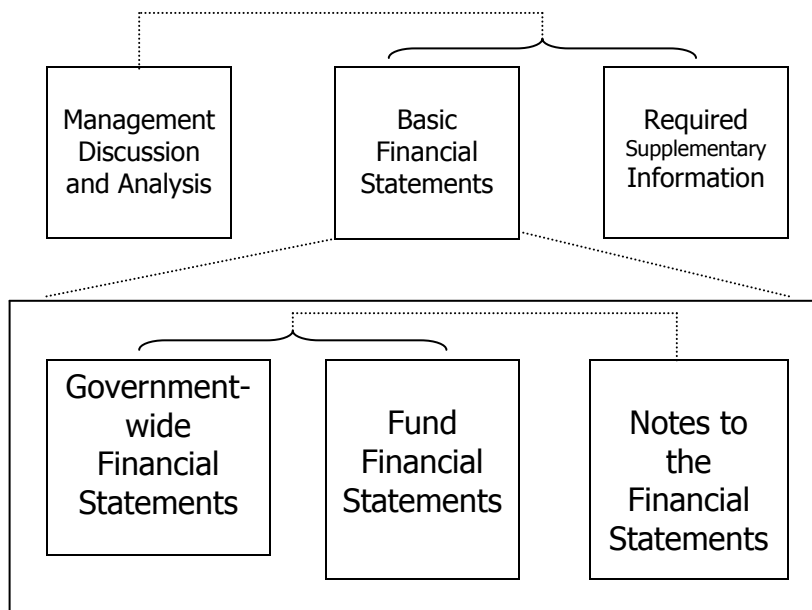 Management
Discussion
and Analysis
Basic
Financial
Statements
Required
Supplementary
Information
Government-
wide
Financial
Statements
Fund
Financial
Statements
Notes to
the
Financial
Statements